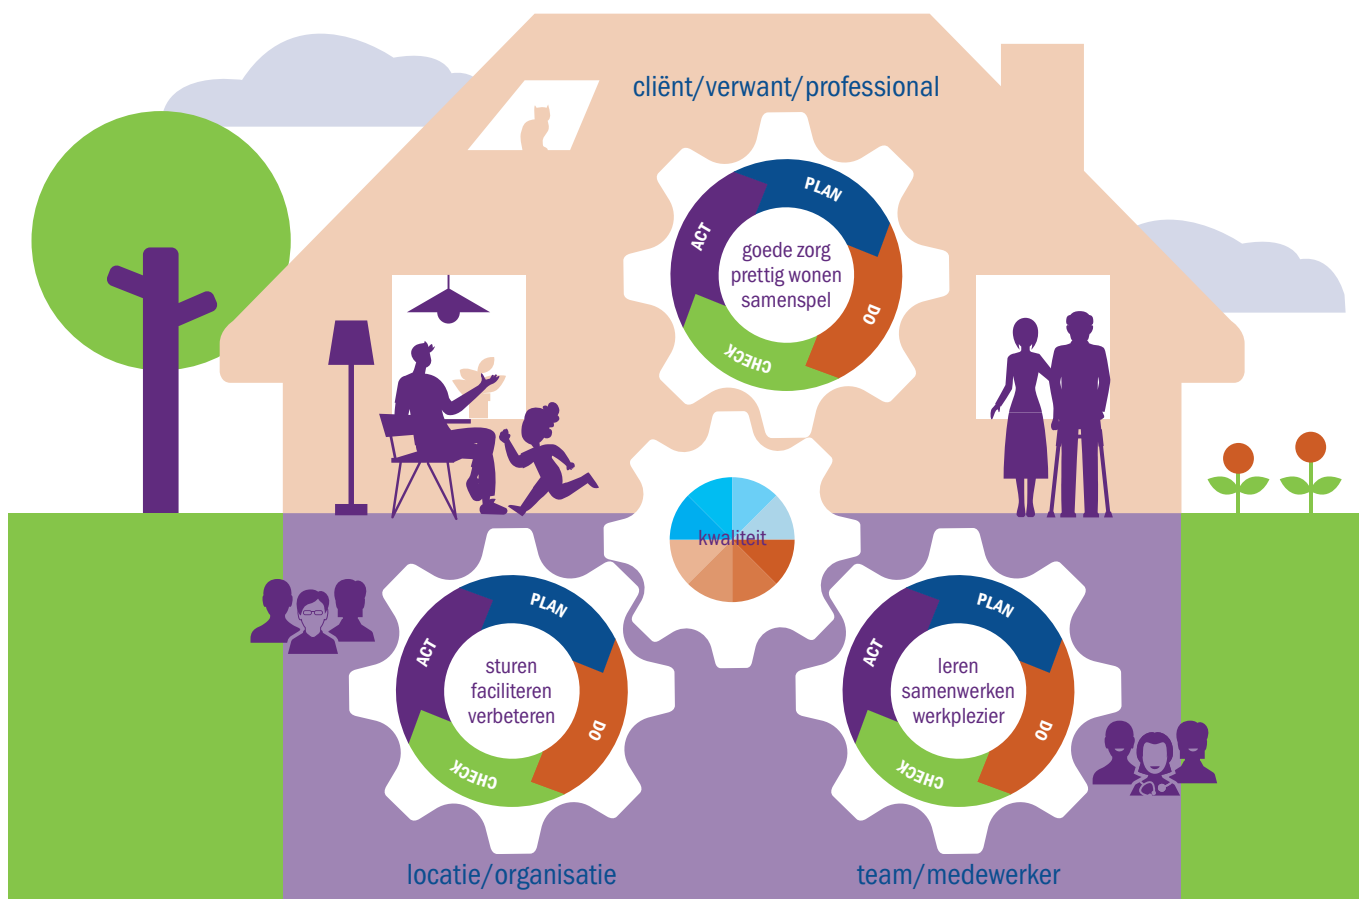 cliënt/verwant/professional
PLAN
ACT
goede zorg
prettig wonen
samenspel
DO
CHECK
kwaliteit
PLAN
ACT
sturen
faciliteren
verbeteren
DO
CHECK
PLAN
ACT
leren
samenwerken
werkplezier
DO
CHECK
locatie/organisatie
team/medewerker